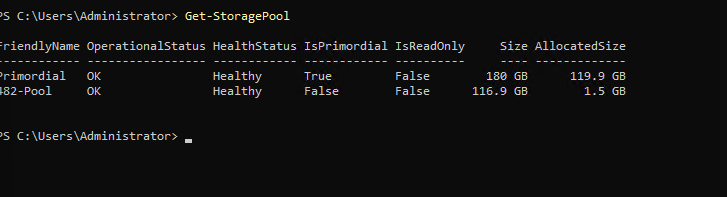 PS C:\Users\Administrator> Get-StoragePool
FriendlyName OperationalStatus HealthStatus IsPrimordial IsReadOnly Size AllocatedSize
------------ ----------------- ------------ ------------ ---------- ---- -------------
Primordial OK Healthy True False 180 GB 119.9 GB
482-Pool OK Healthy False False 116.9 GB 1.5 GB
PS C:\Users\Administrator>